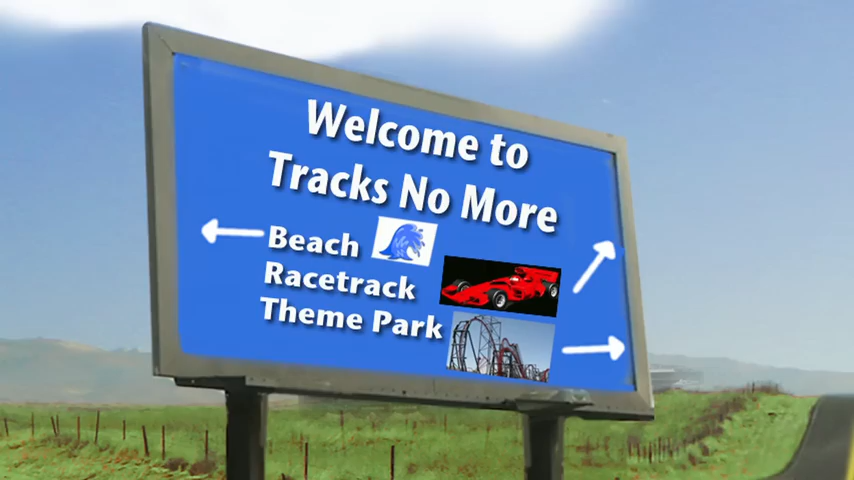 Welcome to
Tracks No More
Beach
Racetrack
Theme Park